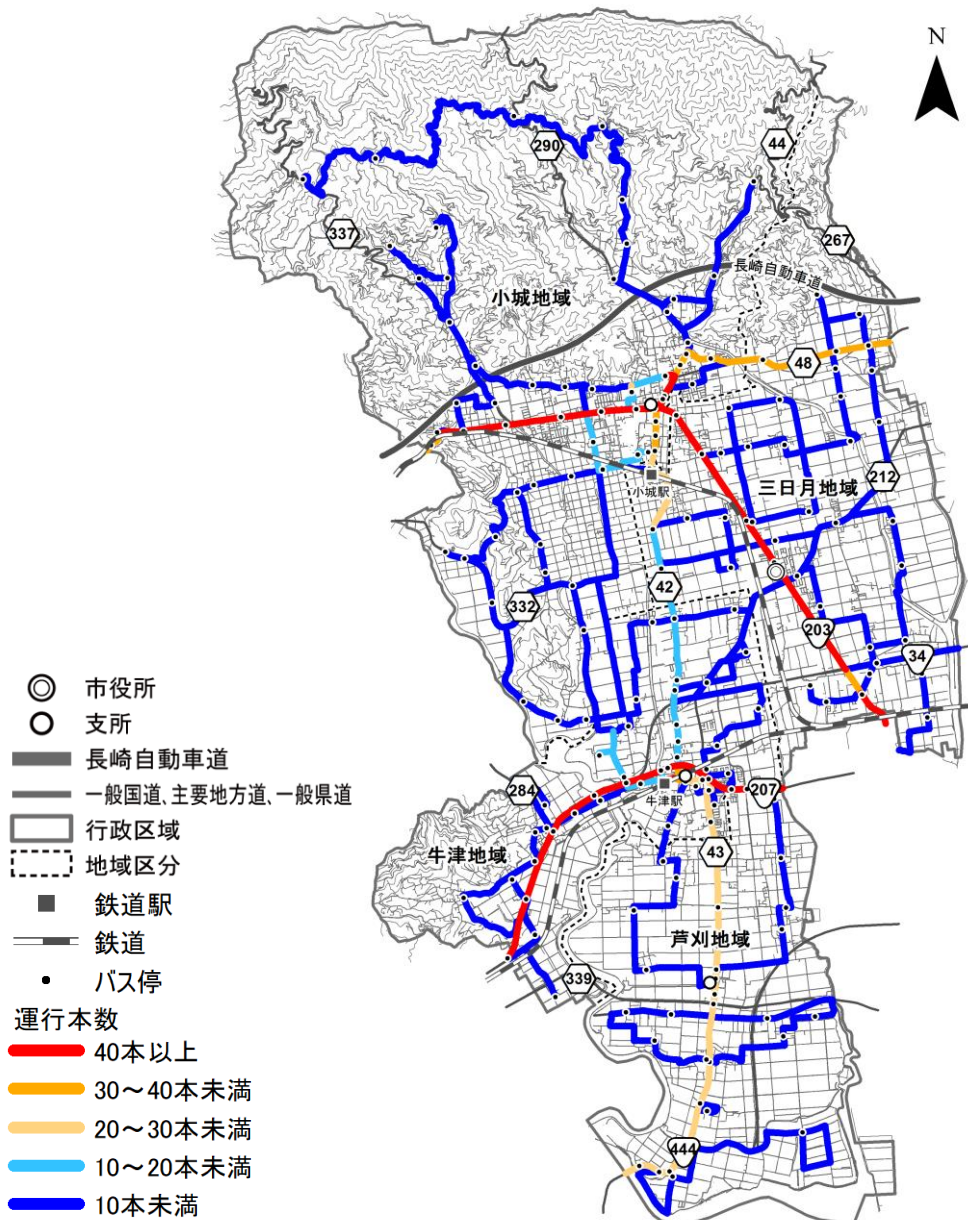 N
44
290
267
337
長崎自動車道
小城地域
48
212
小城駅
三日月地域
42
332
203
34
市役所
支所
長崎自動車道
一般国道、主要地方道、一般県道
行政区域
地域区分
鉄道駅
鉄道
バス停
運行本数
40本以上
30～40本未満
20～30本未満
10～20本未満
10本未満
284
207
牛津駅
43
牛津地域
芦刈地域
339
444